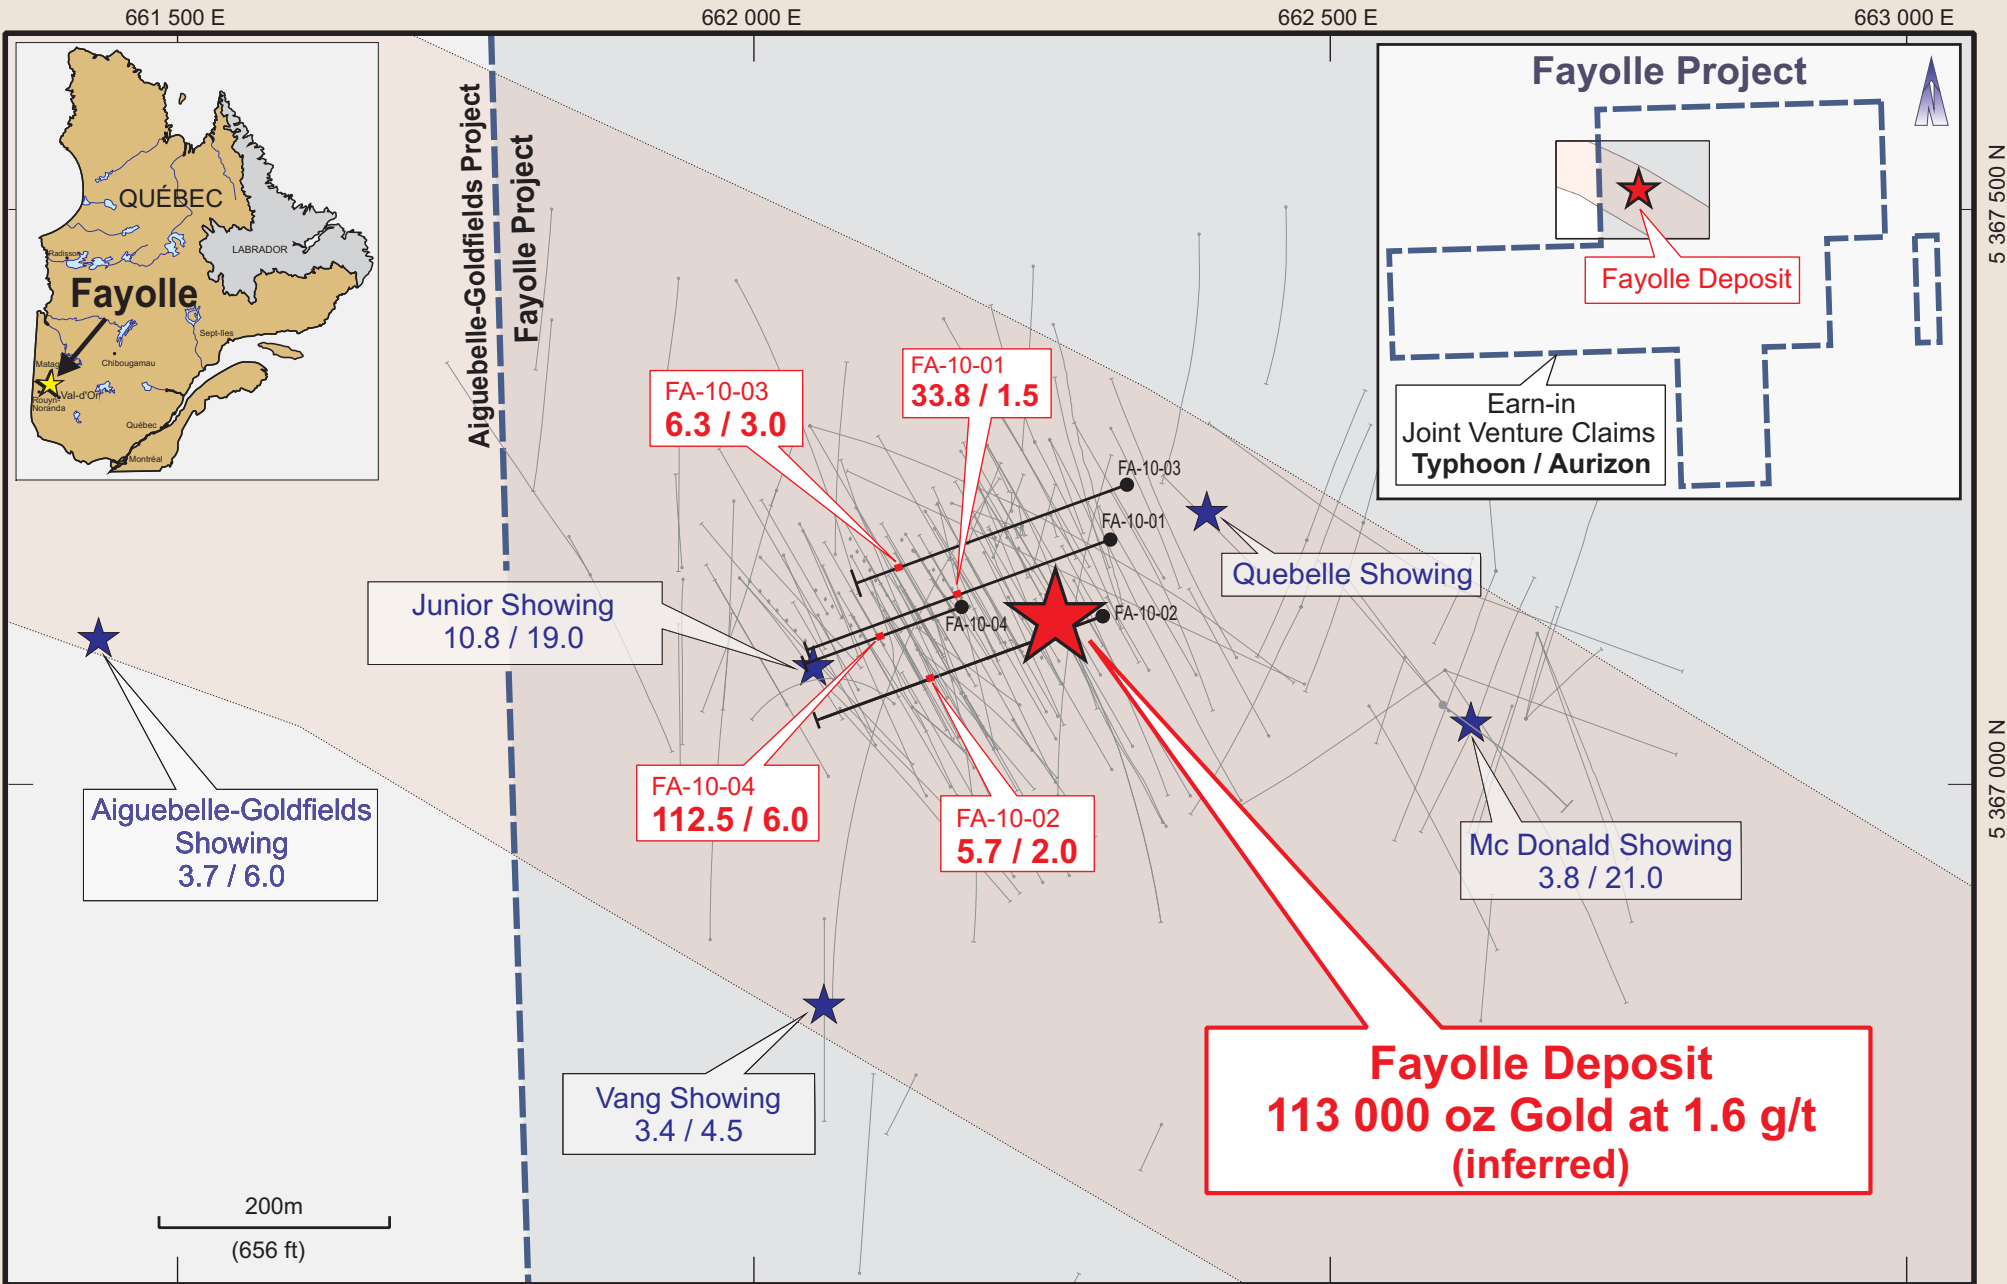 661 500 E
662 000 E
662 500 E
663 000 E
5 367 500 N
5 367 000 N
QUÉBEC
LABRADOR
Radisson
Fayolle
Sept-Iles
Chibougamau
Matag
Val-d'Or
Rouyn-
Noranda
Québec
Montréal
Aiguebelle-Goldfields Project
Fayolle Project
Fayolle Project
N
Fayolle Deposit
Earn-in
Joint Venture Claims
Typhoon / Aurizon
FA-10-03
6.3 / 3.0
FA-10-01
33.8 / 1.5
FA-10-03
FA-10-01
FA-10-04
FA-10-02
Quebelle Showing
Junior Showing
10.8 / 19.0
Aiguebelle-Goldfields
Showing
3.7 / 6.0
FA-10-04
112.5 / 6.0
FA-10-02
5.7 / 2.0
Mc Donald Showing
3.8 / 21.0
Vang Showing
3.4 / 4.5
Fayolle Deposit
113 000 oz Gold at 1.6 g/t
(inferred)
200m
(656 ft)